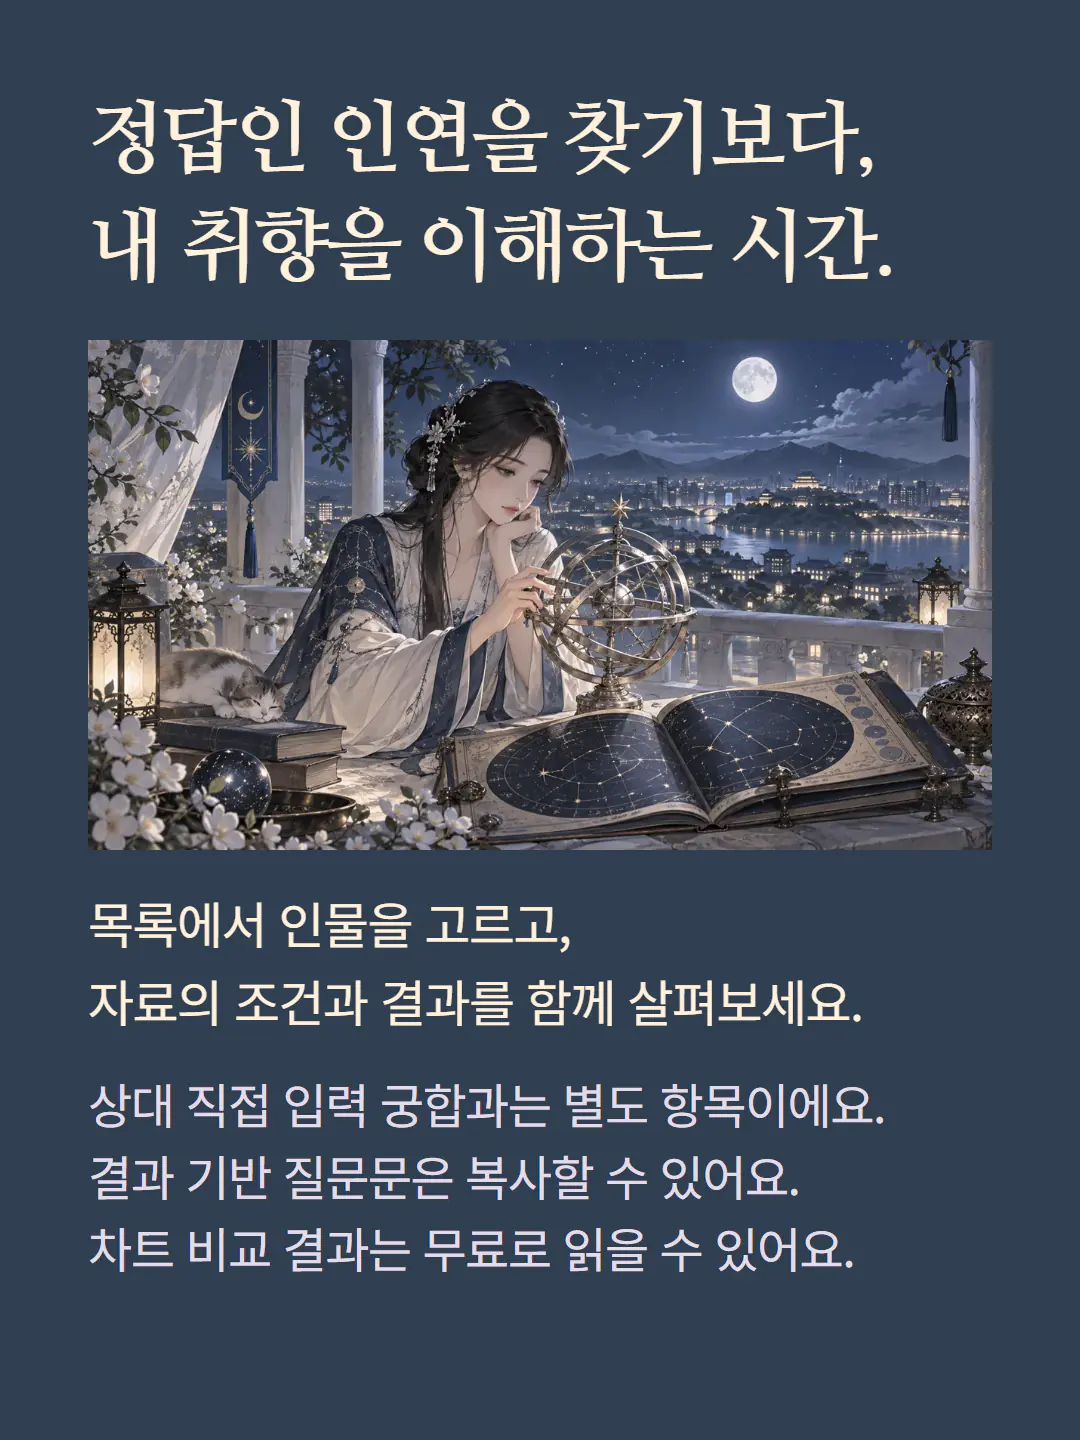 정답인 인연을 찾기보다,
내 취향을 이해하는 시간.
목록에서 인물을 고르고,
자료의 조건과 결과를 함께 살펴보세요.
상대 직접 입력 궁합과는 별도 항목이에요.
결과 기반 질문문은 복사할 수 있어요.
차트 비교 결과는 무료로 읽을 수 있어요.